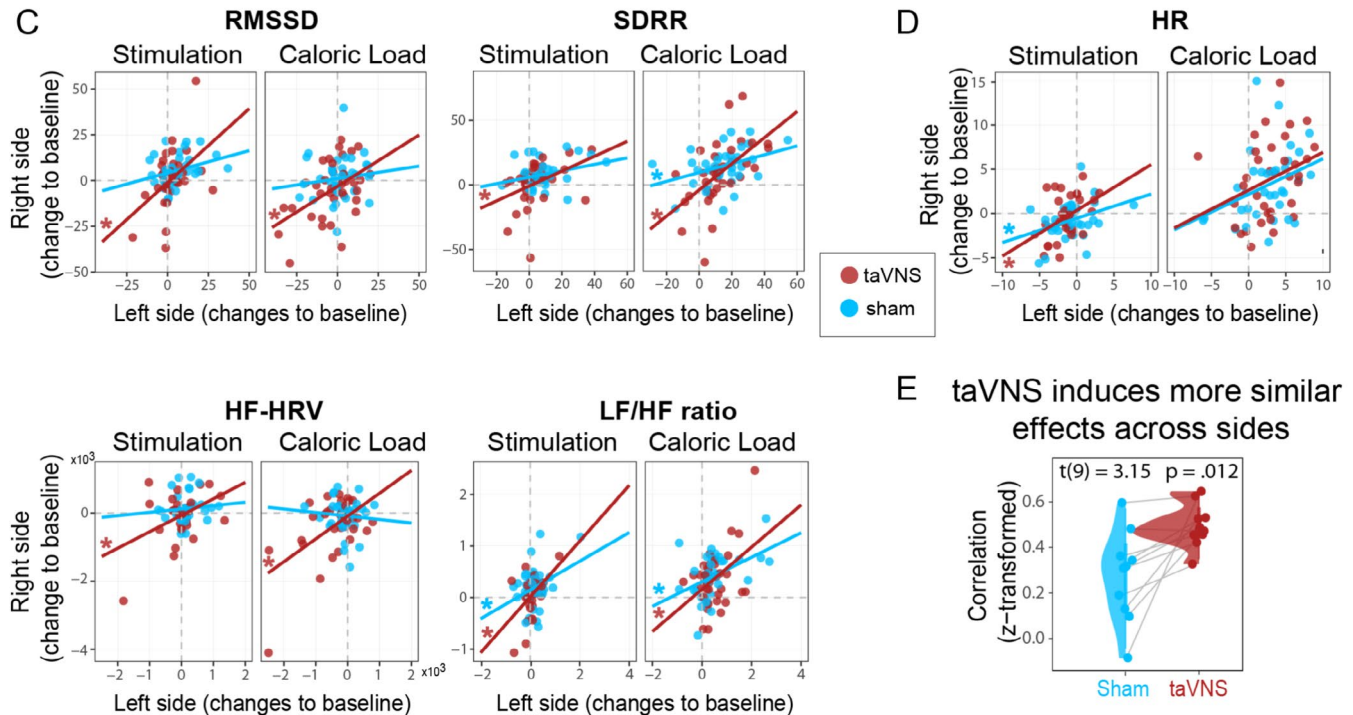 C
RMSSD
SDRR
D
HR
Stimulation Caloric Load
Stimulation Caloric Load
Stimulation Caloric Load
Right side
(change to baseline)
50
25
0
−25
−50
−25 0 25 50
−50 −25 0 25 50
Left side (changes to baseline)
50
0
−50
−20 0 20 40 60
−20 0 20 40 60
Left side (changes to baseline)
taVNS
sham
Right side
(change to baseline)
15
10
5
0
−5
−10 −5 0 5 10
−10 −5 0 5 10
Left side (changes to baseline)
HF-HRV
LF/HF ratio
Stimulation Caloric Load
Stimulation Caloric Load
Right side
(change to baseline)
x10³
0
−2
−4
−2 −1 0 1 2
−2 −1 0 1 2 x10³
Left side (changes to baseline)
2
1
0
−1
−2 0 2 4
−2 0 2 4
Left side (changes to baseline)
E taVNS induces more similar
effects across sides
t(9) = 3.15 p = .012
Correlation
(z−transformed)
0.6
0.4
0.2
0.0
Sham taVNS